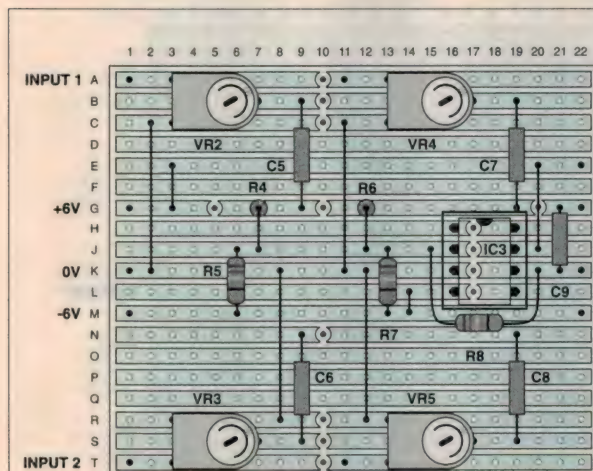 1 2 3 4 5 6 7 8 9 10 11 12 13 14 15 16 17 18 19 20 21 22
INPUT 1 A
B
C
VR2 VR4
D
C5 C7
E
R4 R6
F
+6V G
H
IC3
J
0V K
R5
L
C9
-6V M
N
R7
R8
O
C6 C8
P
Q
VR3 VR5
R
S
INPUT 2 T